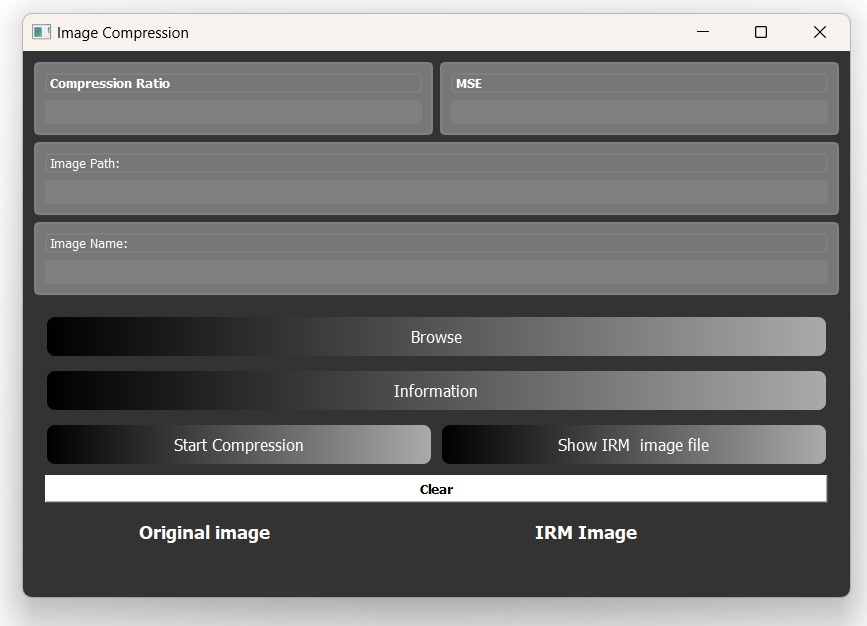 Image Compression
Compression Ratio
MSE
Image Path:
Image Name:
Browse
Information
Start Compression
Show IRM  image file
Clear
Original image
IRM Image